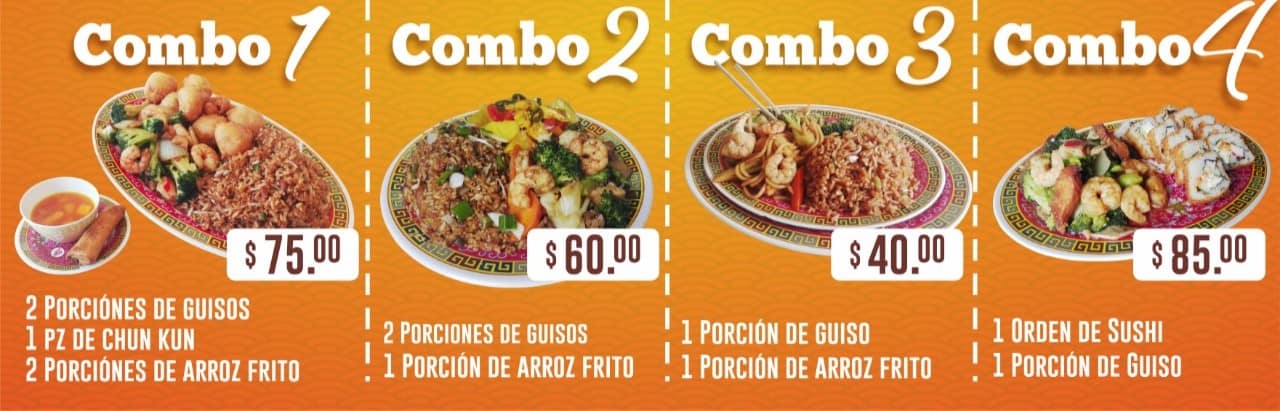 Combo 1
$ 75.00
2 PORCIÓNES DE GUISOS
1 PZ DE CHUN KUN
2 PORCIÓNES DE ARROZ FRITO
Combo 2
$ 60.00
2 PORCIONES DE GUISOS
1 PORCIÓN DE ARROZ FRITO
Combo 3
$ 40.00
1 PORCIÓN DE GUISO
1 PORCIÓN DE ARROZ FRITO
Combo 4
$ 85.00
1 ORDEN DE SUSHI
1 PORCIÓN DE GUISO